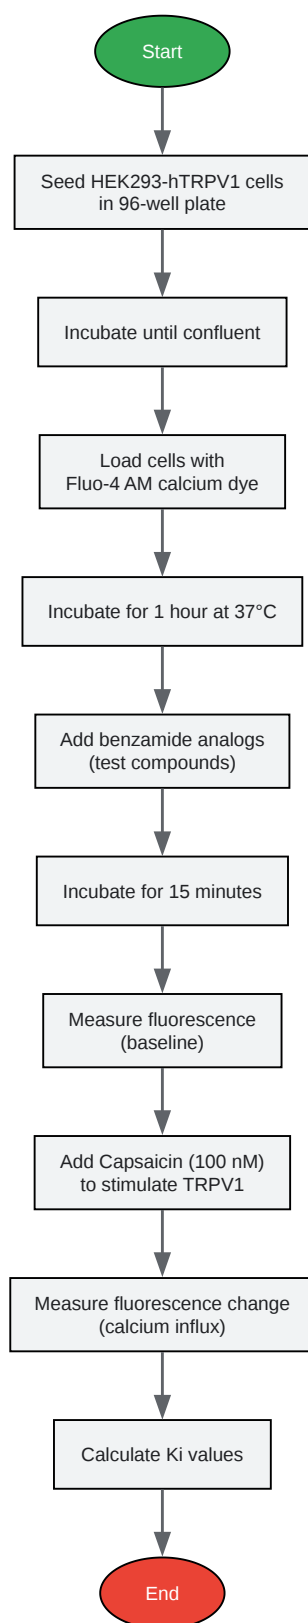 Start
Seed HEK293-hTRPV1 cells
in 96-well plate
Incubate until confluent
Load cells with
Fluo-4 AM calcium dye
Incubate for 1 hour at 37°C
Add benzamide analogs
(test compounds)
Incubate for 15 minutes
Measure fluorescence
(baseline)
Add Capsaicin (100 nM)
to stimulate TRPV1
Measure fluorescence change
(calcium influx)
Calculate Ki values
End